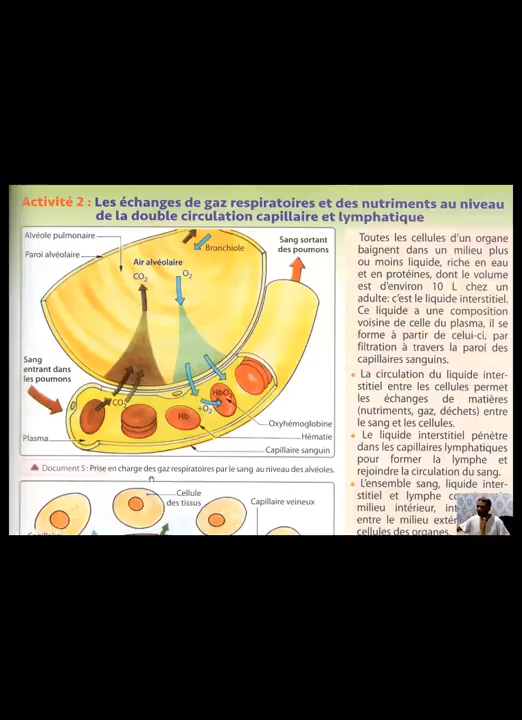 Activité 2 : Les échanges de gaz respiratoires et des nutriments au niveau
de la double circulation capillaire et lymphatique
Alvéole pulmonaire
Paroi alvéolaire
Air alvéolaire
CO2
O2
Bronchiole
Sang sortant
des poumons
Sang
entrant dans
les poumons
CO2
Hb
+O2
HbO2
Oxyhémoglobine
Hématie
Plasma
Capillaire sanguin
Document 5 : Prise en charge des gaz respiratoires par le sang au niveau des alvéoles.
Cellule
des tissus
Capillaire veineux
Toutes les cellules d'un organe
baignent dans un milieu plus
ou moins liquide, riche en eau
et en protéines, dont le volume
est d'environ 10 L chez un
adulte: c'est le liquide interstitiel.
Ce liquide a une composition
voisine de celle du plasma, il se
forme à partir de celui-ci, par
filtration à travers la paroi des
capillaires sanguins.
• La circulation du liquide inter-
stitiel entre les cellules permet
les échanges de matières
(nutriments, gaz, déchets) entre
le sang et les cellules.
• Le liquide interstitiel pénètre
dans les capillaires lymphatiques
pour former la lymphe et
rejoindre la circulation du sang.
• L'ensemble sang, liquide inter-
stitiel et lymphe
milieu intérieur,
entre le milieu
cellules des organes.